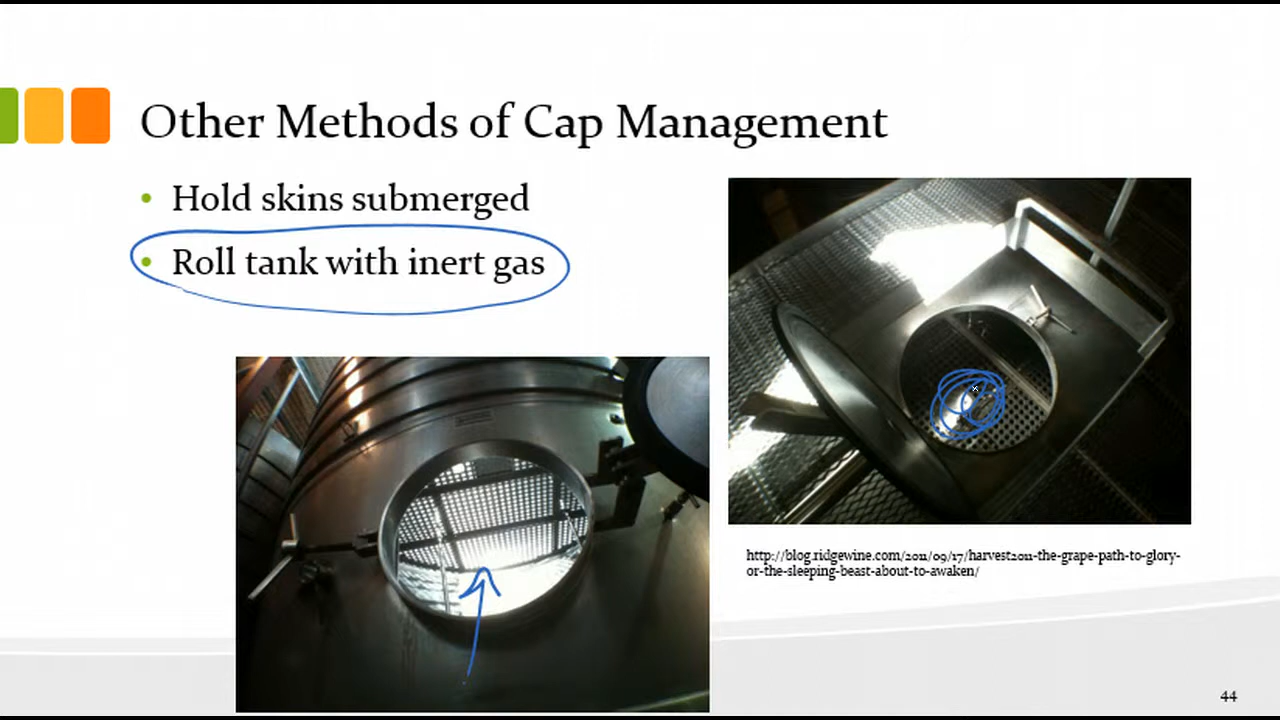 Other Methods of Cap Management
• Hold skins submerged
• Roll tank with inert gas
http://blog.ridgewine.com/2011/09/17/harvest2011-the-grape-path-to-glory-
or-the-sleeping-beast-about-to-awaken/
44